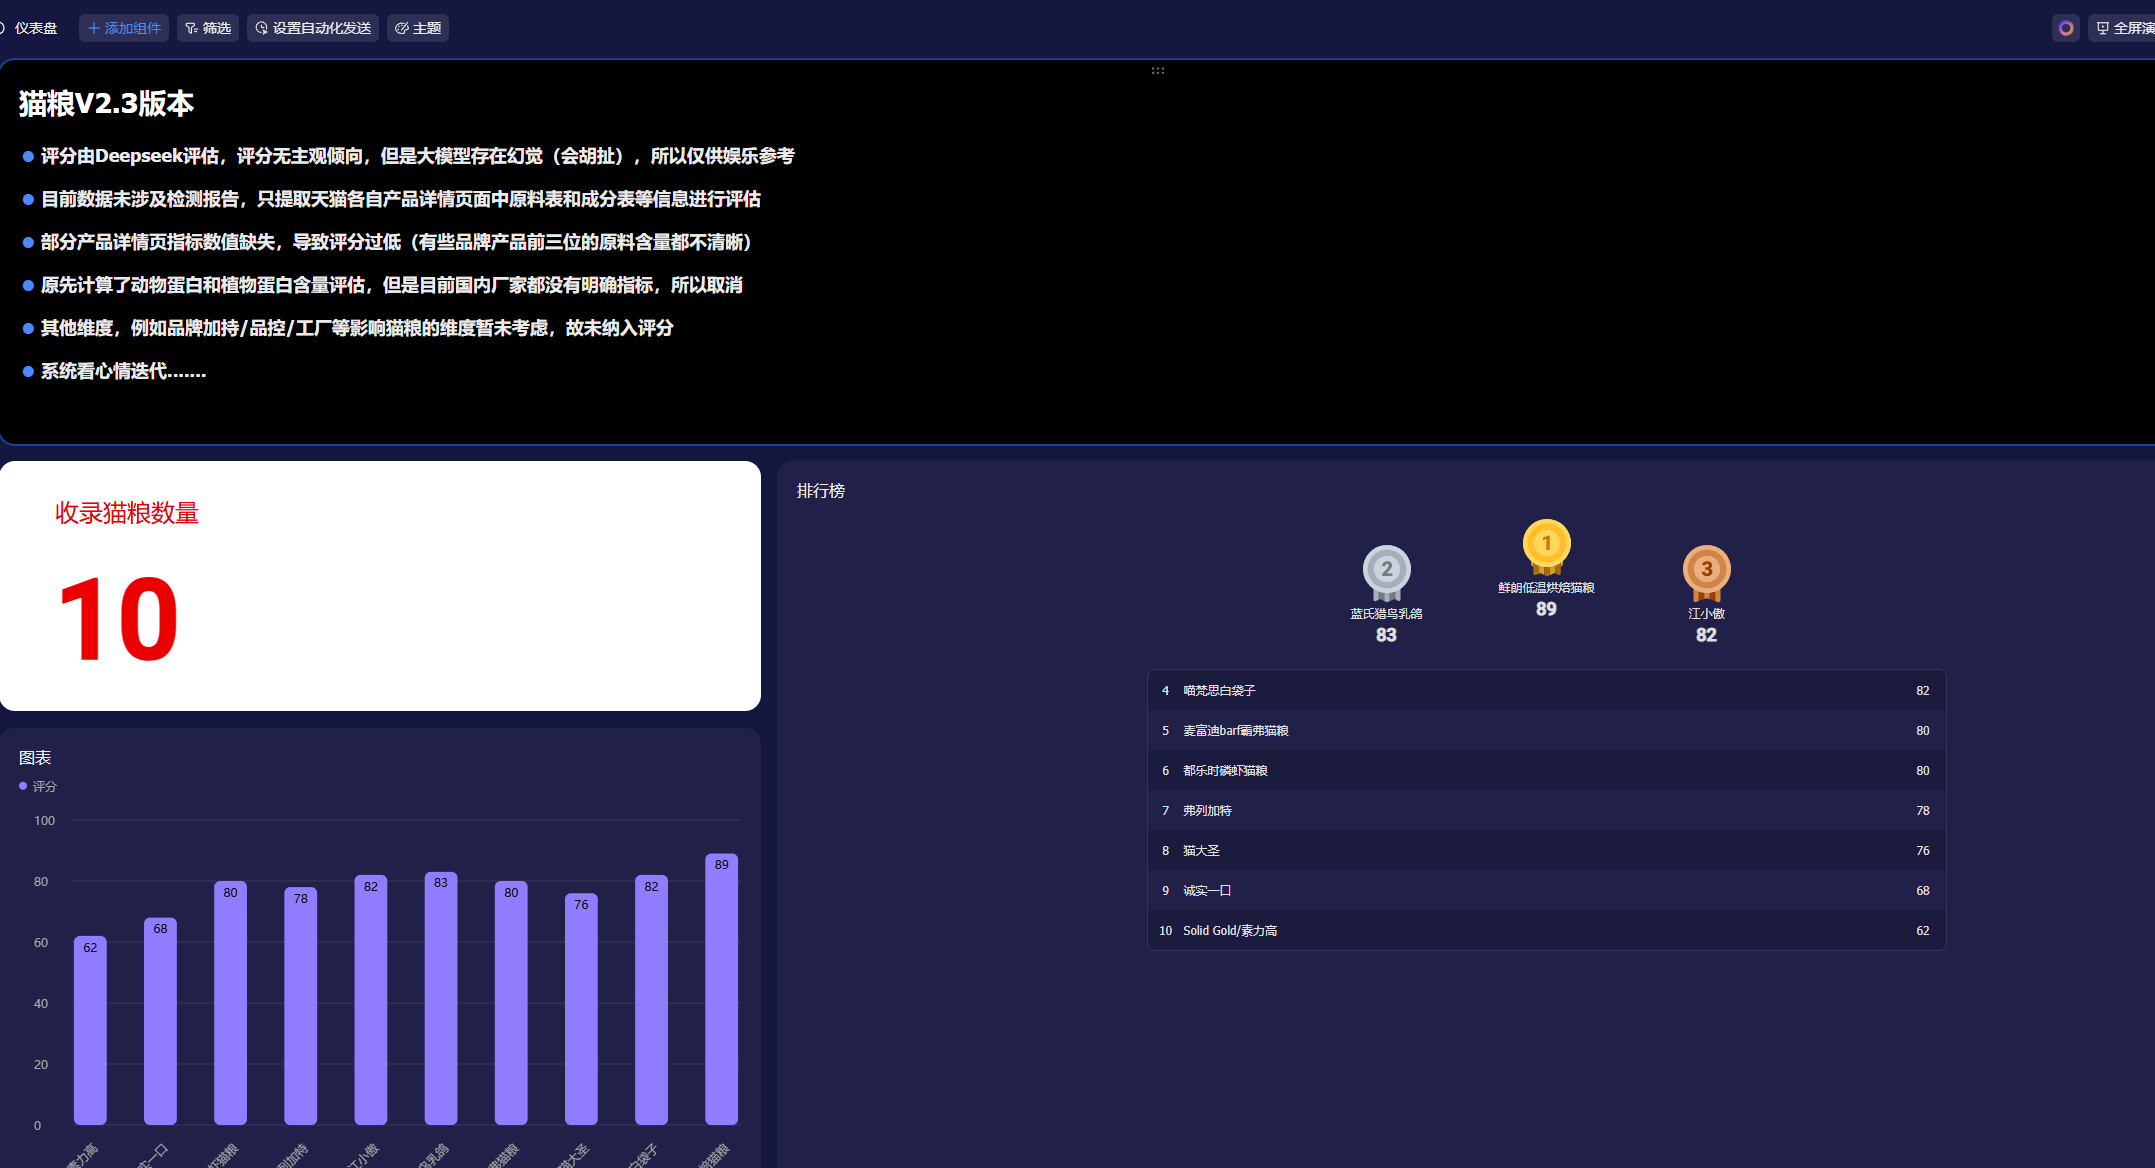 仪表盘
添加组件
筛选
设置自动化发送
主题
全屏演
猫粮V2.3版本
评分由Deepseek评估，评分无主观倾向，但是大模型存在幻觉（会胡扯），所以仅供娱乐参考
目前数据未涉及检测报告，只提取天猫各自产品详情页面中原料表和成分表等信息进行评估
部分产品详情页指标数值缺失，导致评分过低（有些品牌产品前三位的原料含量都不清晰）
原先计算了动物蛋白和植物蛋白含量评估，但是目前国内厂家都没有明确指标，所以取消
其他维度，例如品牌加持/品控/工厂等影响猫粮的维度暂未考虑，故未纳入评分
系统看心情迭代.......
收录猫粮数量
10
图表
评分
100
80
60
40
20
0
62
68
80
78
82
83
80
76
82
89
素力高
实一口
虾猫粮
列加特
江小傲
鸟乳鸽
弗猫粮
猫大圣
白袋子
焙猫粮
排行榜
1
鲜朗低温烘焙猫粮
89
2
蓝氏猎鸟乳鸽
83
3
江小傲
82
4 喵梵思白袋子 82
5 麦富迪barf霸弗猫粮 80
6 都乐时磷虾猫粮 80
7 弗列加特 78
8 猫大圣 76
9 诚实一口 68
10 Solid Gold/素力高 62